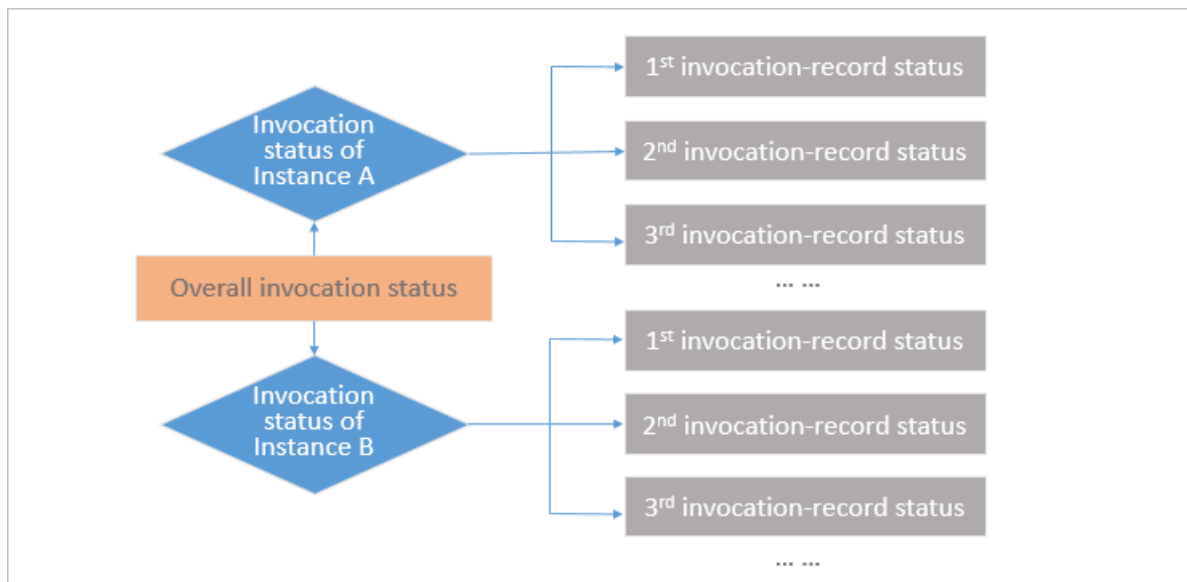 Invocation
status of
Instance A
1st invocation-record status
2nd invocation-record status
3rd invocation-record status
... ...
Overall invocation status
Invocation
status of
Instance B
1st invocation-record status
2nd invocation-record status
3rd invocation-record status
... ...